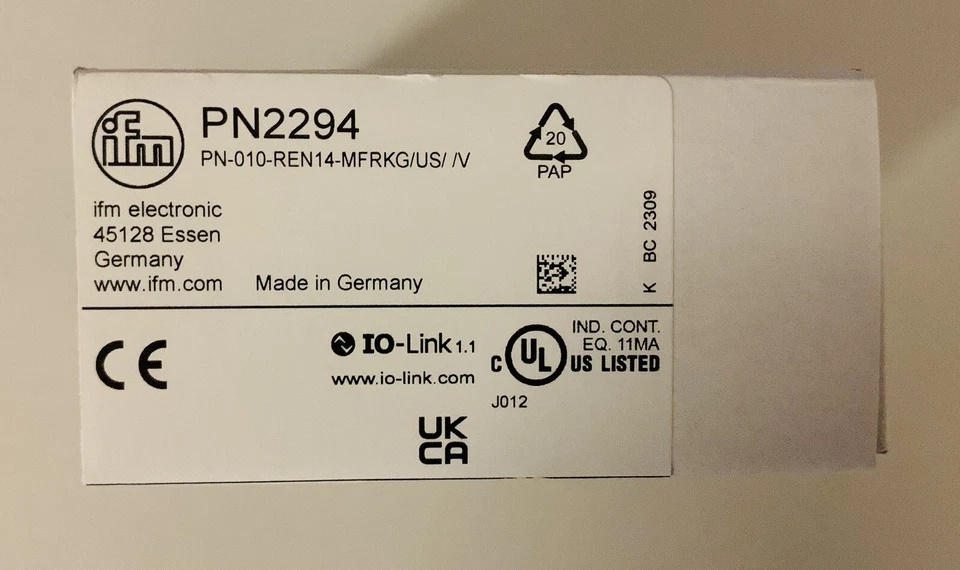 ifm
PN2294
PN-010-REN14-MFRKG/US/ /V
20
PAP
ifm electronic
45128 Essen
Germany
www.ifm.com
Made in Germany
K BC 2309
CE
IO-Link 1.1
www.io-link.com
C UL US LISTED
IND. CONT.
EQ. 11MA
J012
UK
CA